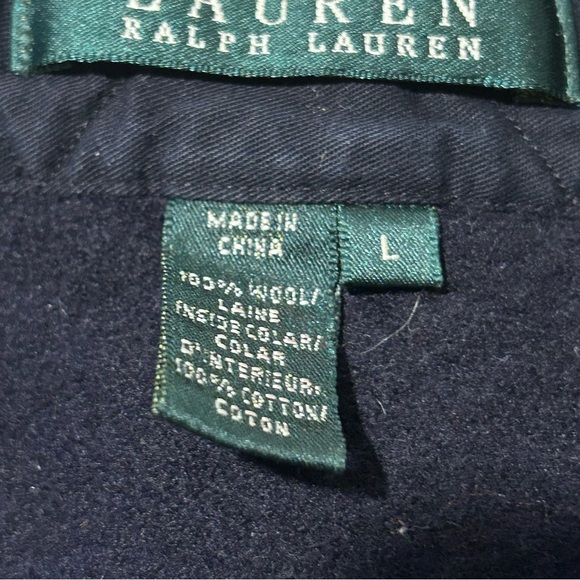 LAUREN
RALPH LAUREN
MADE IN
CHINA
L
100% WOOL/
LAINE
INSIDE COLAR/
COLAR
D'INTERIEUR:
100% COTTON/
COTON